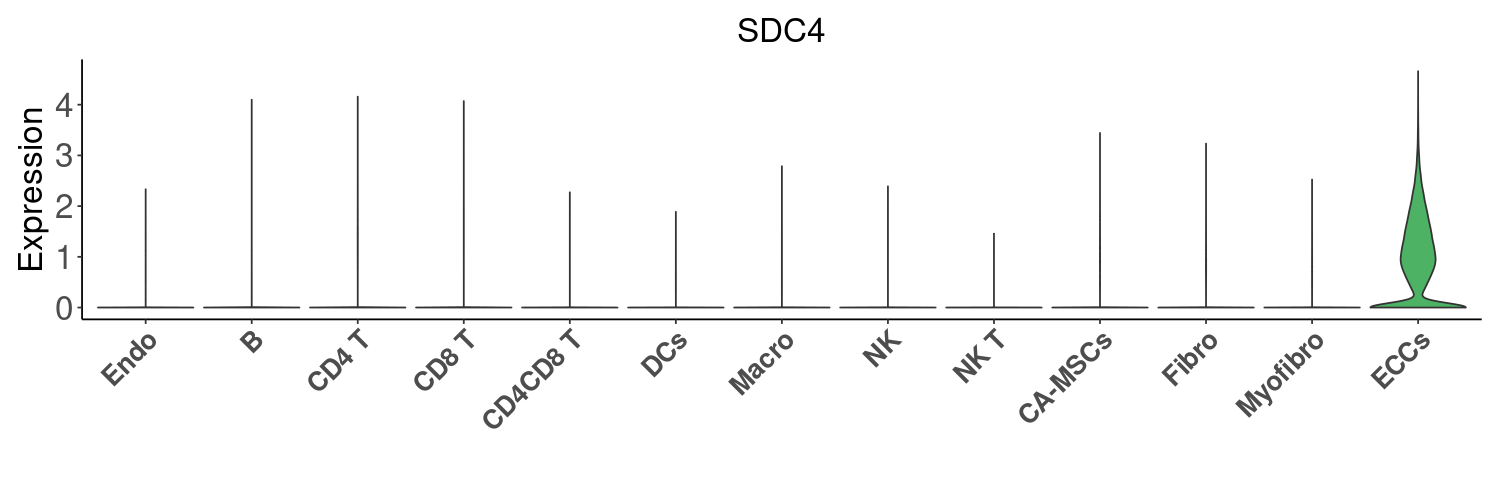 SDC4
Expression
4
3
2
1
0
Endo
B
CD4 T
CD8 T
CD4CD8 T
DCs
Macro
NK
NK T
CA-MSCs
Fibro
Myofibro
ECCs